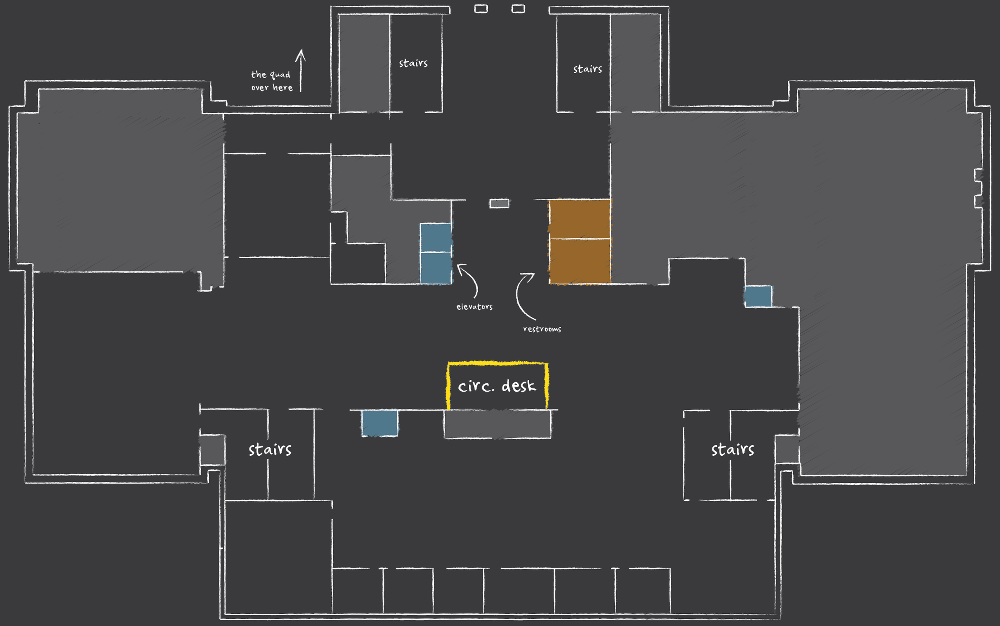 stairs
stairs
the quad
over here
elevators
restrooms
circ. desk
stairs
stairs